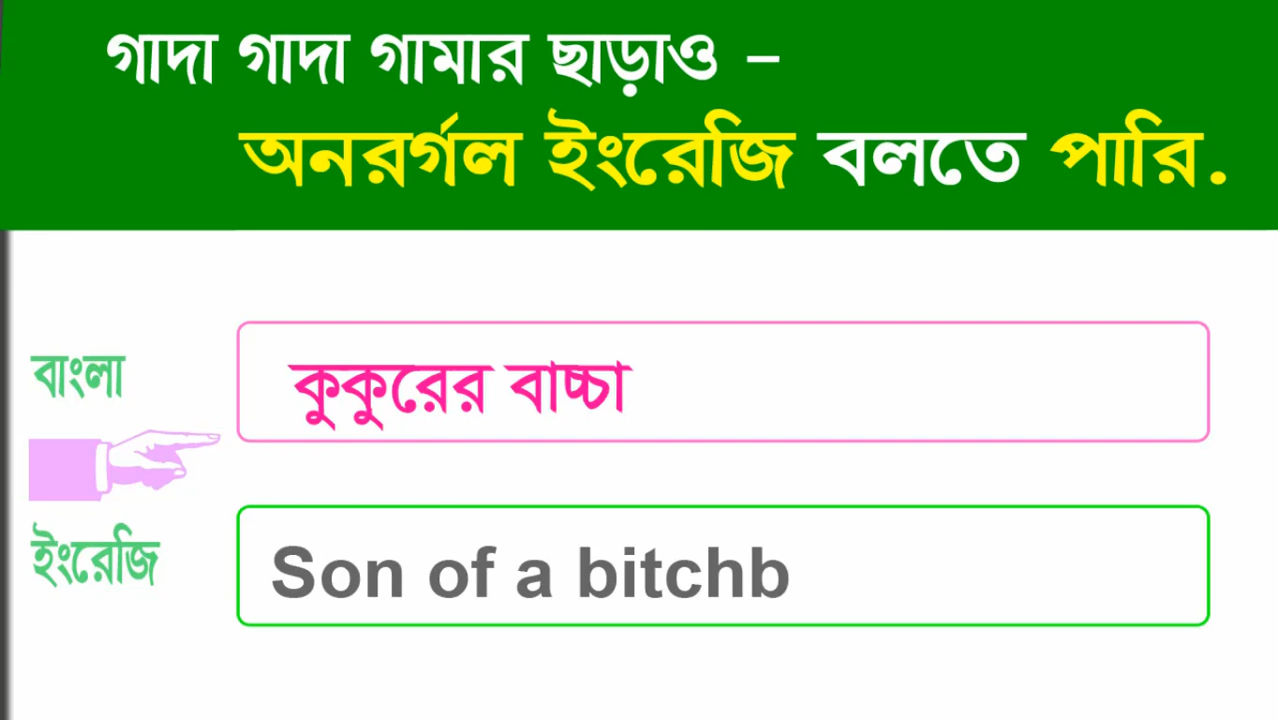 গাদা গাদা গামার ছাড়াও –
অনরর্গল ইংরেজি বলতে পারি.
বাংলা
কুকুরের বাচ্চা
ইংরেজি
Son of a bitchb